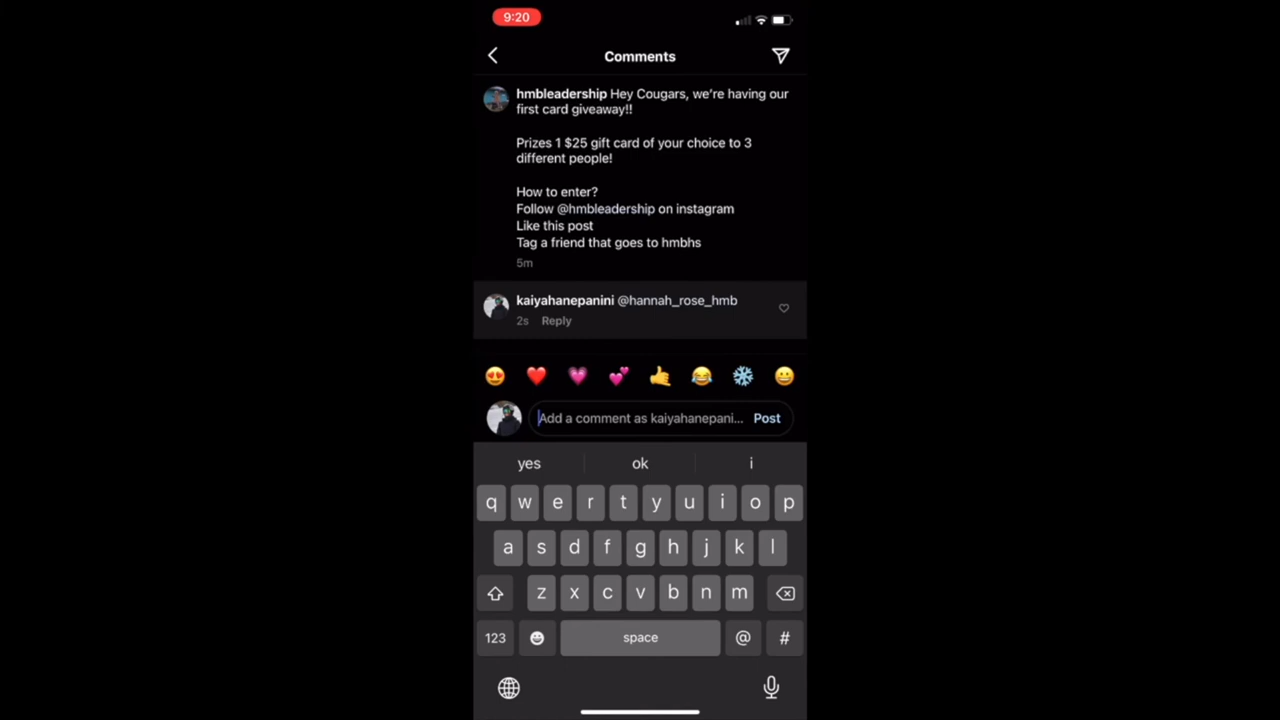 9:20
Comments
hmbleadership Hey Cougars, we're having our
first card giveaway!!
Prizes 1 $25 gift card of your choice to 3
different people!
How to enter?
Follow @hmbleadership on instagram
Like this post
Tag a friend that goes to hmbhs
5m
kaiyahanepanini @hannah_rose_hmb
2s Reply
Add a comment as kaiyahanepani... Post
yes ok i
q w e r t y u i o p
a s d f g h j k l
z x c v b n m
123 space @ #